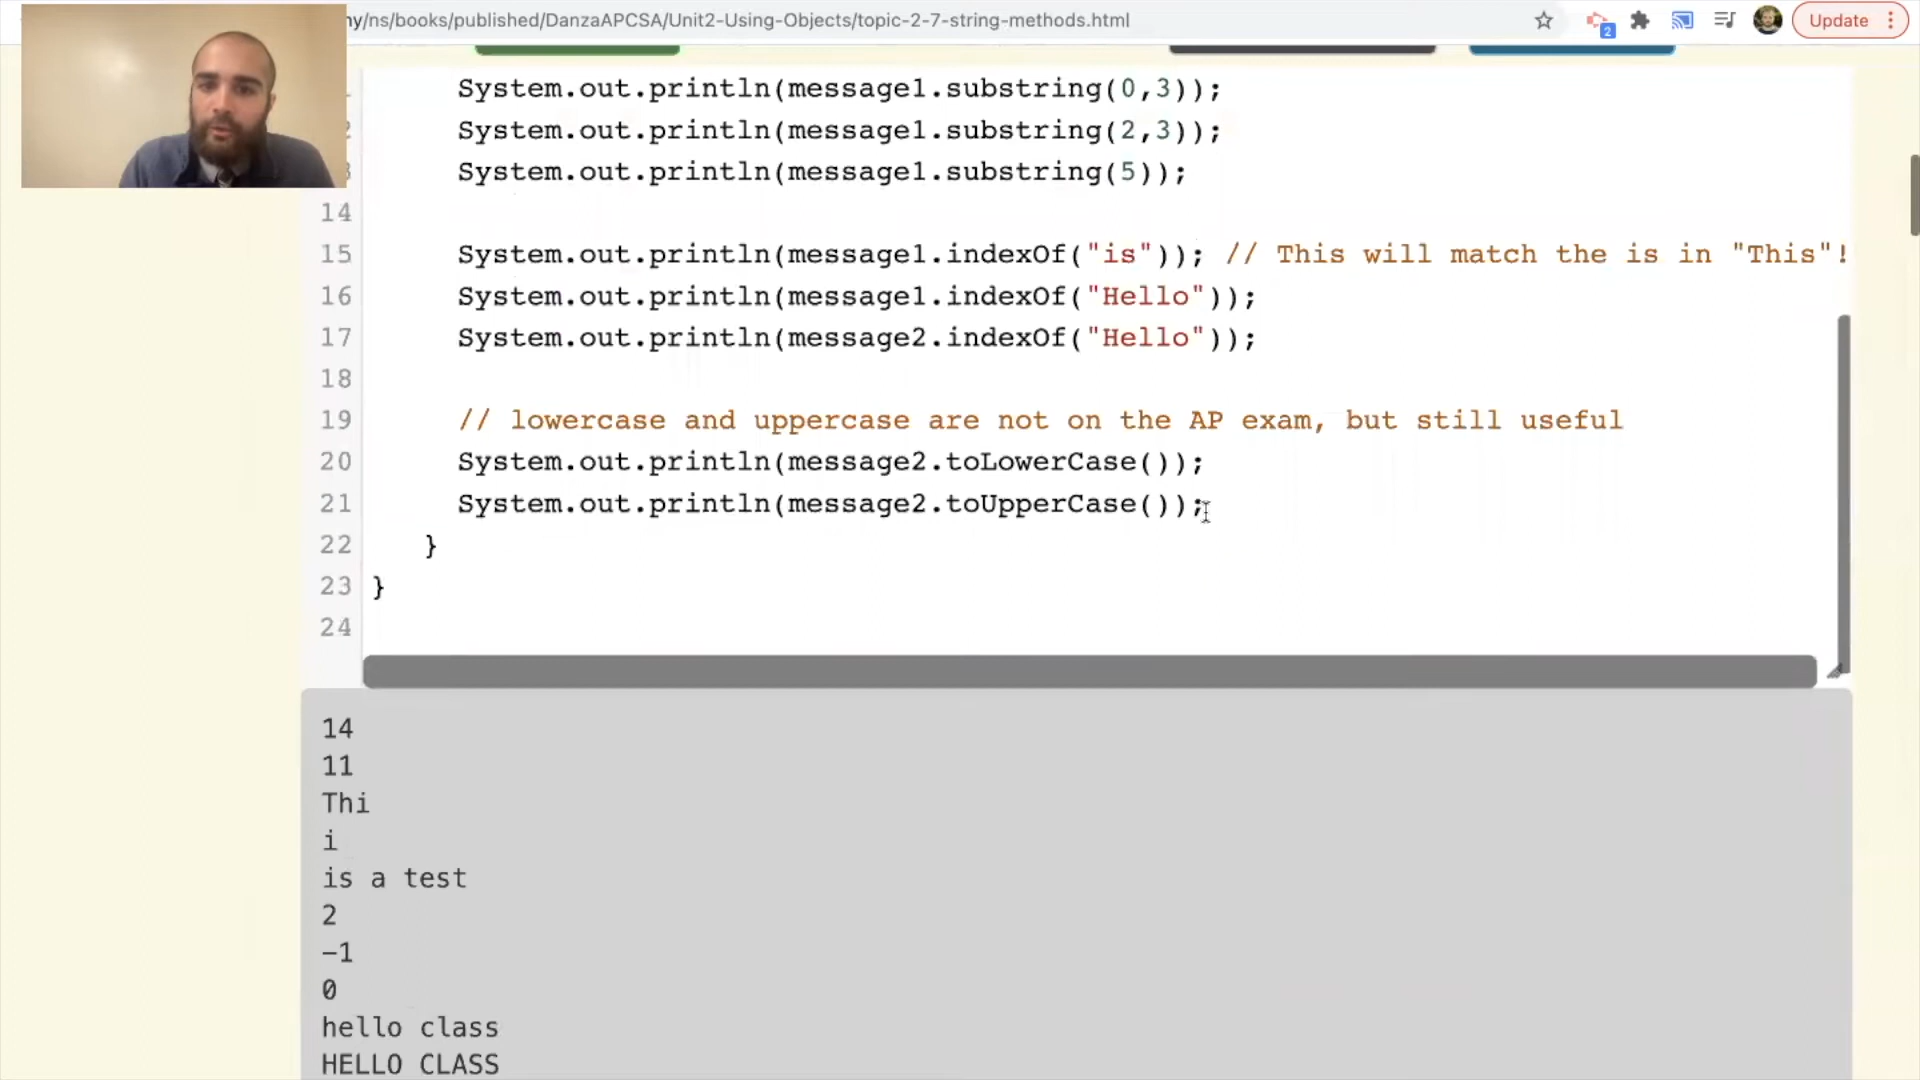 ny/ns/books/published/DanzaAPCSA/Unit2-Using-Objects/topic-2-7-string-methods.html
2
Update
System.out.println(message1.substring(0,3));
2 System.out.println(message1.substring(2,3));
3 System.out.println(message1.substring(5));
14
15 System.out.println(message1.indexOf("is")); // This will match the is in "This"!
16 System.out.println(message1.indexOf("Hello"));
17 System.out.println(message2.indexOf("Hello"));
18
19 // lowercase and uppercase are not on the AP exam, but still useful
20 System.out.println(message2.toLowerCase());
21 System.out.println(message2.toUpperCase());
22 }
23 }
24
14
11
Thi
i
is a test
2
-1
0
hello class
HELLO CLASS